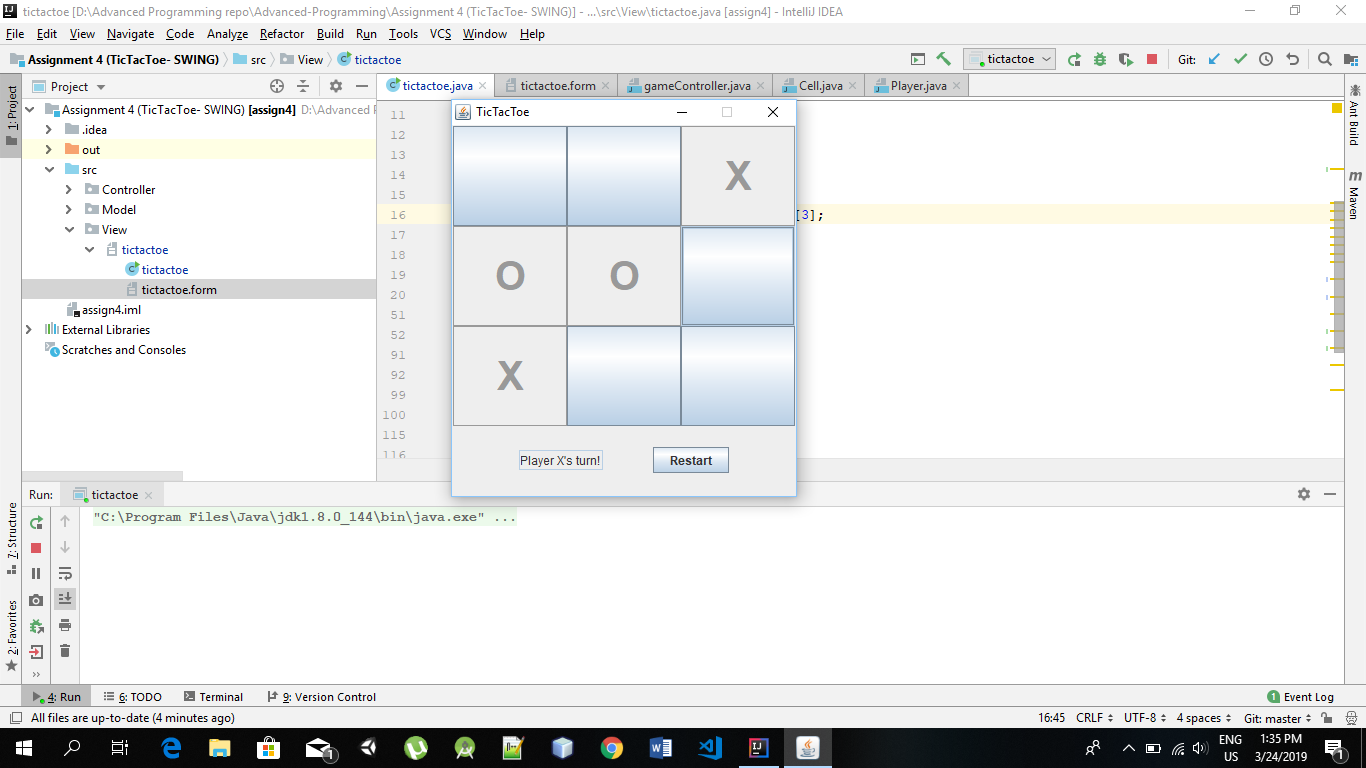 tictactoe [D:\Advanced Programming repo\Advanced-Programming\Assignment 4 (TicTacToe- SWING)] - ...\src\View\tictactoe.java [assign4] - IntelliJ IDEA
File Edit View Navigate Code Analyze Refactor Build Run Tools VCS Window Help
Assignment 4 (TicTacToe- SWING) src View tictactoe
tictactoe Git:
1: Project
Project
tictactoe.java tictactoe.form gameController.java Cell.java Player.java
Assignment 4 (TicTacToe- SWING) [assign4] D:\Advanced P
.idea
out
src
Controller
Model
View
tictactoe
tictactoe
tictactoe.form
assign4.iml
External Libraries
Scratches and Consoles
11
12
13
14
15
16 [3];
17
18
19
20
51
52
91
92
99
100
115
116
TicTacToe
X
O O
X
Player X's turn! Restart
Ant Build
m Maven
Run: tictactoe
"C:\Program Files\Java\jdk1.8.0_144\bin\java.exe" ...
7: Structure
2: Favorites
4: Run 6: TODO Terminal 9: Version Control 1 Event Log
All files are up-to-date (4 minutes ago) 16:45 CRLF UTF-8 4 spaces Git: master
1
ENG
US
1:35 PM
3/24/2019
1